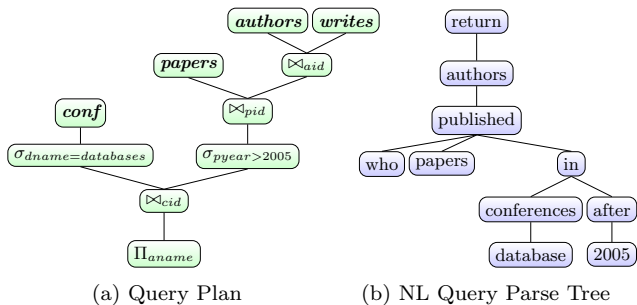 authors writes return
papers ⋈aid authors
conf ⋈pid published
σdname=databases σpyear>2005 who papers in
⋈cid conferences after
Πaname database 2005
(a) Query Plan (b) NL Query Parse Tree